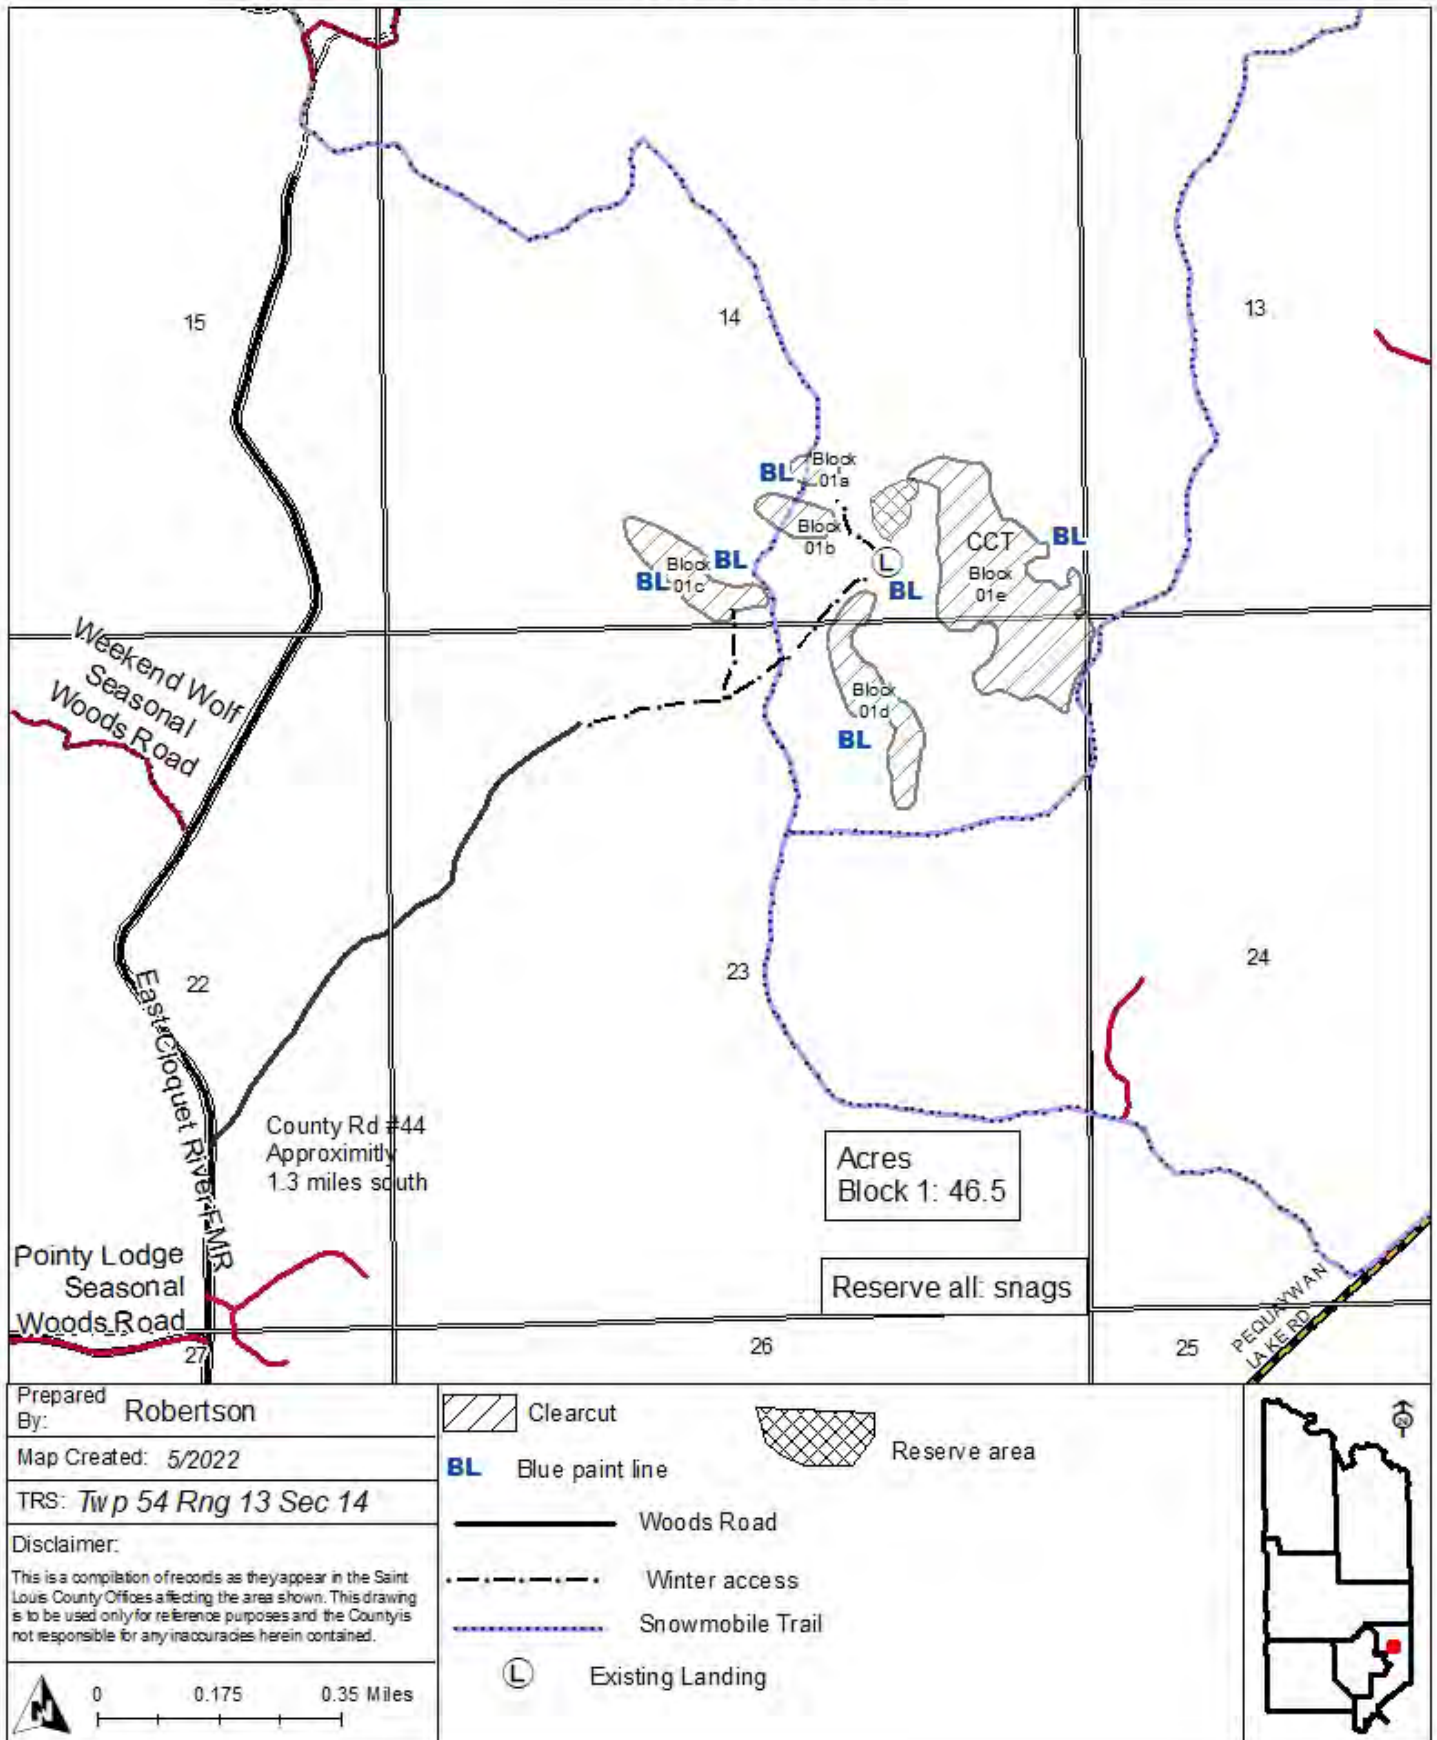 15
14
13
BL
Block
01a
Block
01b
BL
Block
01c
BL
L
BL
CCT
Block
01e
BL
Block
01d
BL
Weekend Wolf
Seasonal
Woods Road
22
23
24
East Cloquet River FMR
County Rd #44
Approximitly
1.3 miles south
Acres
Block 1: 46.5
Reserve all: snags
Pointy Lodge
Seasonal
Woods Road
27
26
25
PEQUAYWAN
LAKE RD
Prepared
By: Robertson
Map Created: 5/2022
TRS: Twp 54 Rng 13 Sec 14
Disclaimer:
This is a compilation of records as they appear in the Saint
Louis County Offices affecting the area shown. This drawing
is to be used only for reference purposes and the County is
not responsible for any inaccuracies herein contained.
N
0 0.175 0.35 Miles
Clearcut
Reserve area
BL Blue paint line
Woods Road
Winter access
Snowmobile Trail
L Existing Landing